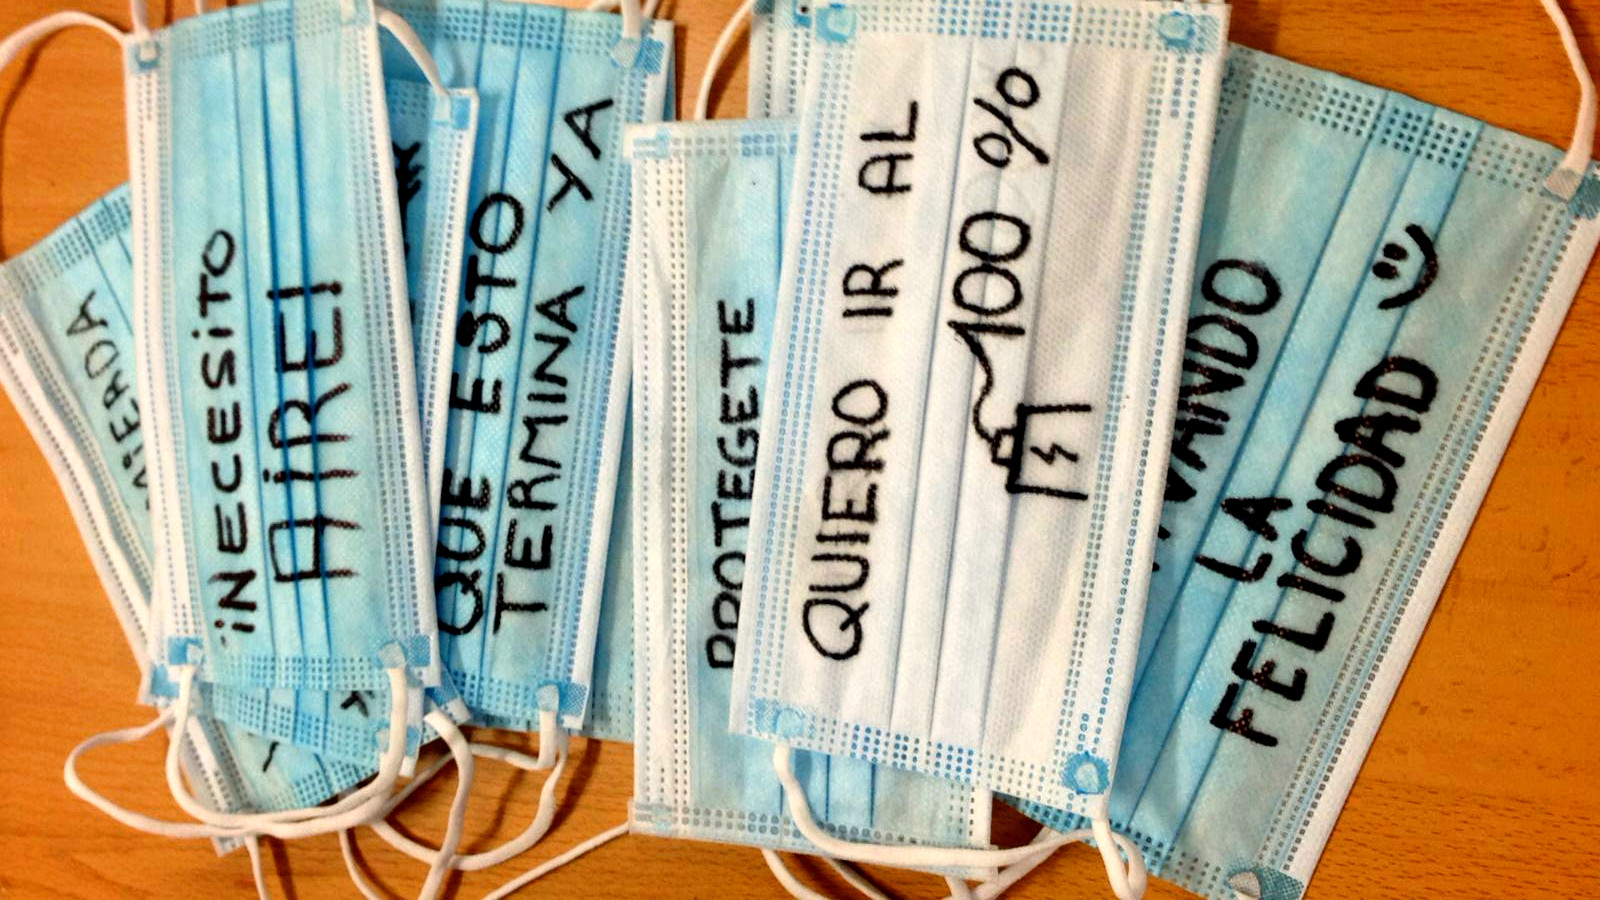 ¡NECESITO
AIRE!
QUE ESTO
TERMINA YA
PROTEGETE
QUIERO IR AL
100 %
LA
FELICIDAD